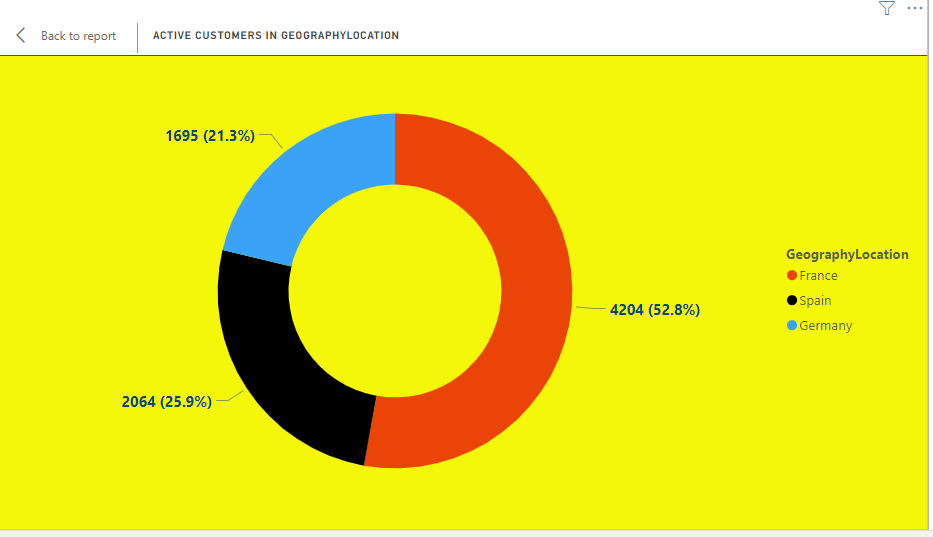 Back to report
ACTIVE CUSTOMERS IN GEOGRAPHYLOCATION
1695 (21.3%)
4204 (52.8%)
2064 (25.9%)
GeographyLocation
France
Spain
Germany